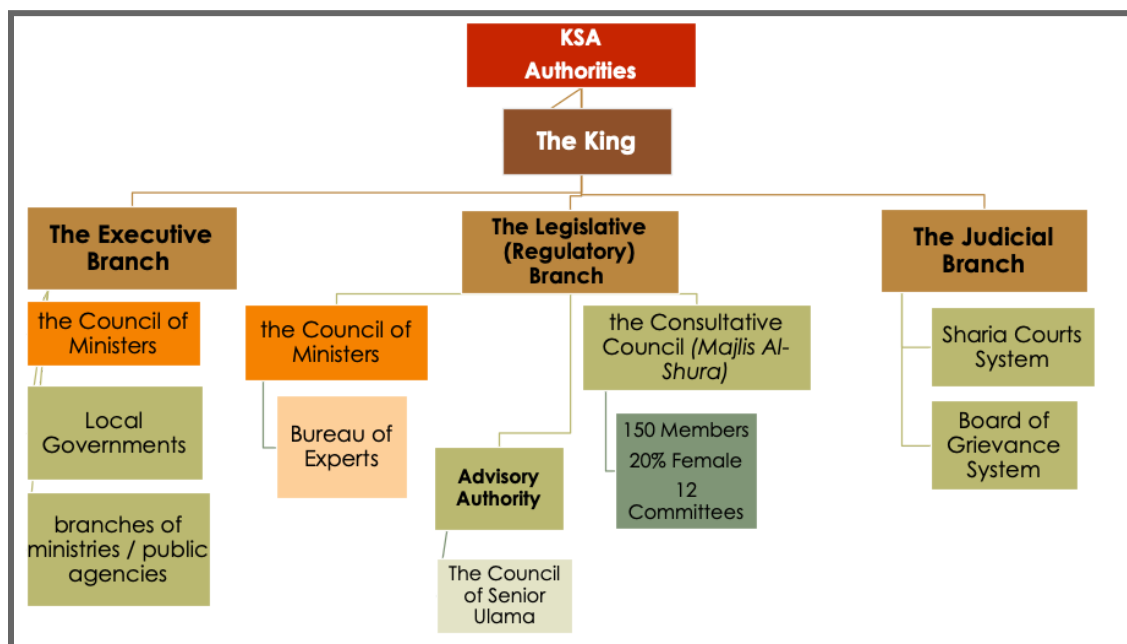 KSA
Authorities
The King
The Executive
Branch
the Council of
Ministers
Local
Governments
branches of
ministries / public
agencies
The Legislative
(Regulatory)
Branch
the Council of
Ministers
Bureau of
Experts
Advisory
Authority
The Council
of Senior
Ulama
the Consultative
Council (Majlis Al-
Shura)
150 Members
20% Female
12
Committees
The Judicial
Branch
Sharia Courts
System
Board of
Grievance
System